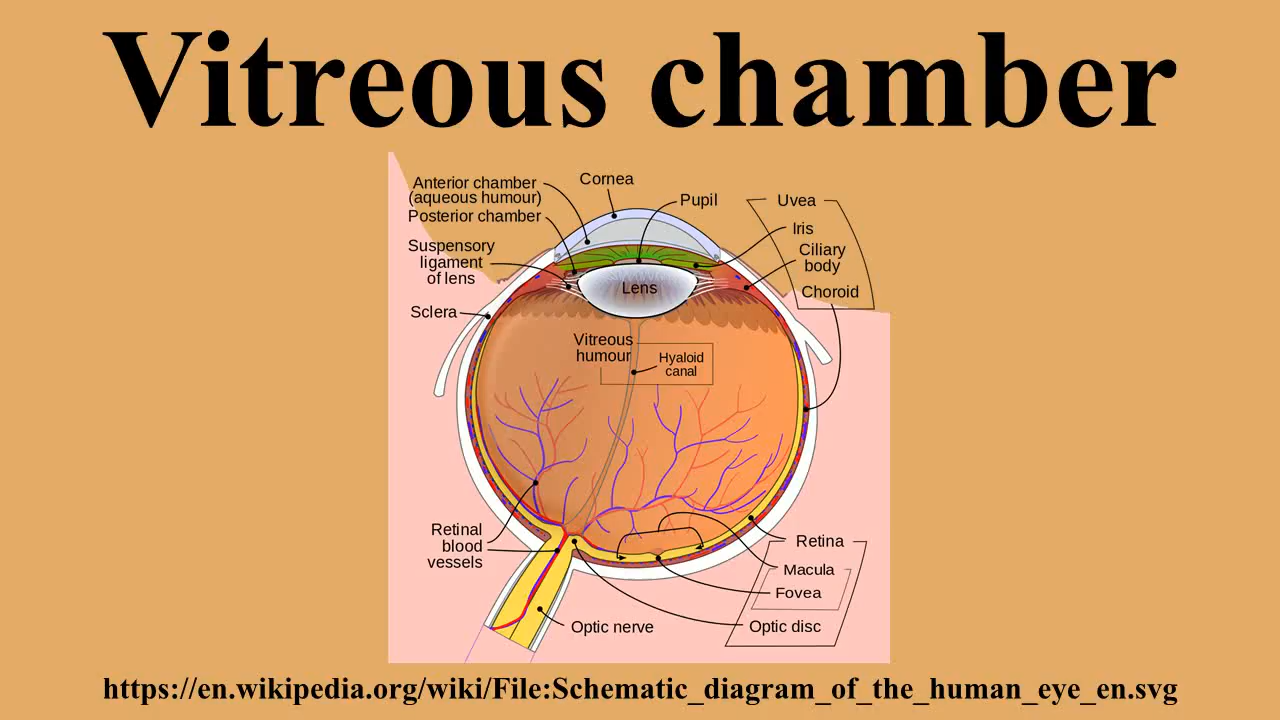 Vitreous chamber
Anterior chamber
(aqueous humour)
Posterior chamber
Suspensory
ligament
of lens
Sclera
Cornea
Pupil
Uvea
Iris
Ciliary
body
Choroid
Lens
Vitreous
humour
Hyaloid
canal
Retinal
blood
vessels
Optic nerve
Retina
Macula
Fovea
Optic disc
https://en.wikipedia.org/wiki/File:Schematic_diagram_of_the_human_eye_en.svg